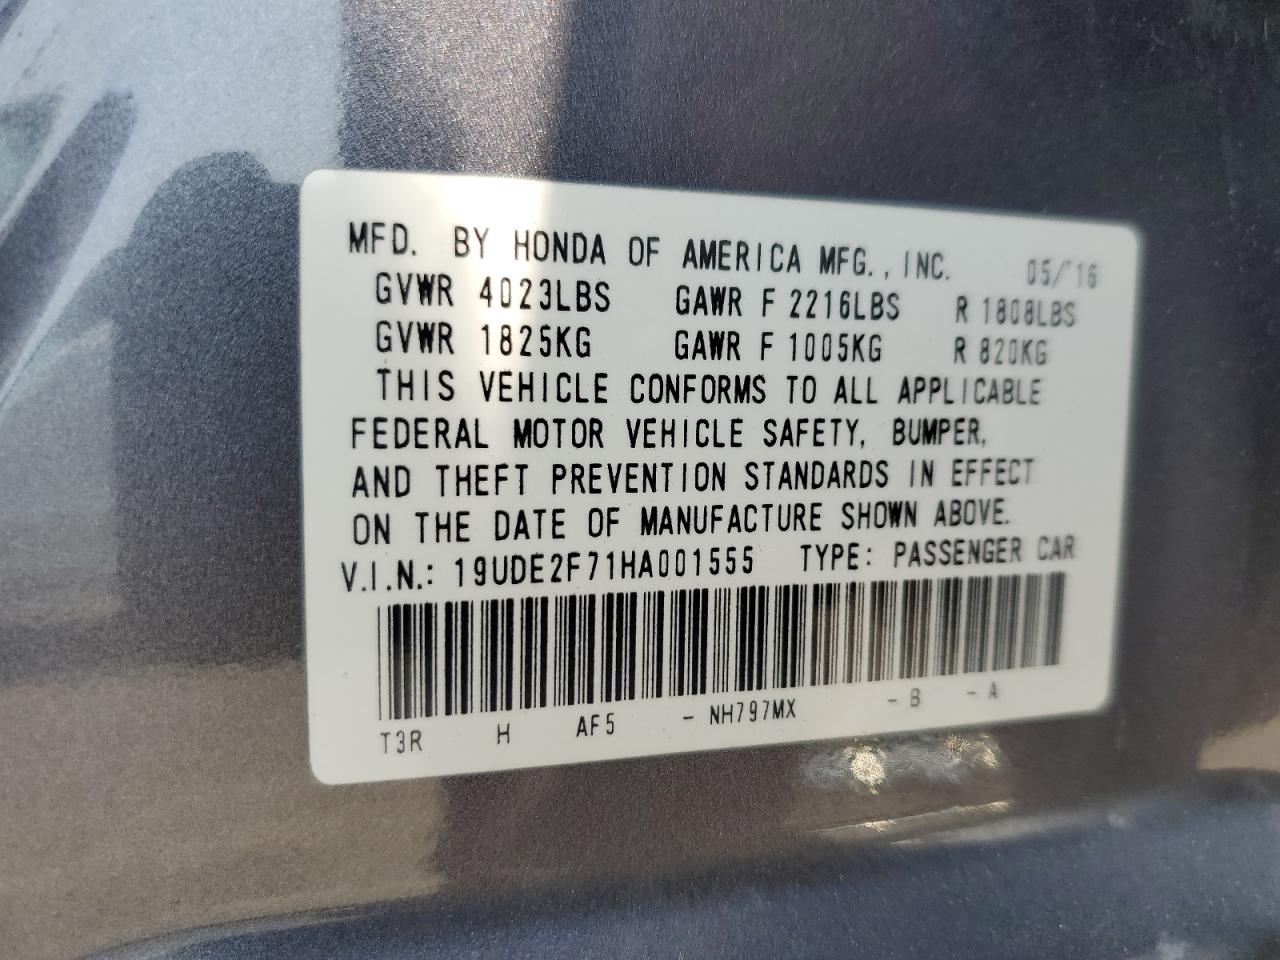 MFD. BY HONDA OF AMERICA MFG., INC. 05/'16
GVWR 4023LBS GAWR F 2216LBS R 1808LBS
GVWR 1825KG GAWR F 1005KG R 820KG
THIS VEHICLE CONFORMS TO ALL APPLICABLE
FEDERAL MOTOR VEHICLE SAFETY, BUMPER,
AND THEFT PREVENTION STANDARDS IN EFFECT
ON THE DATE OF MANUFACTURE SHOWN ABOVE.
V.I.N.: 19UDE2F71HA001555 TYPE: PASSENGER CAR
T3R H AF5 - NH797MX - B - A